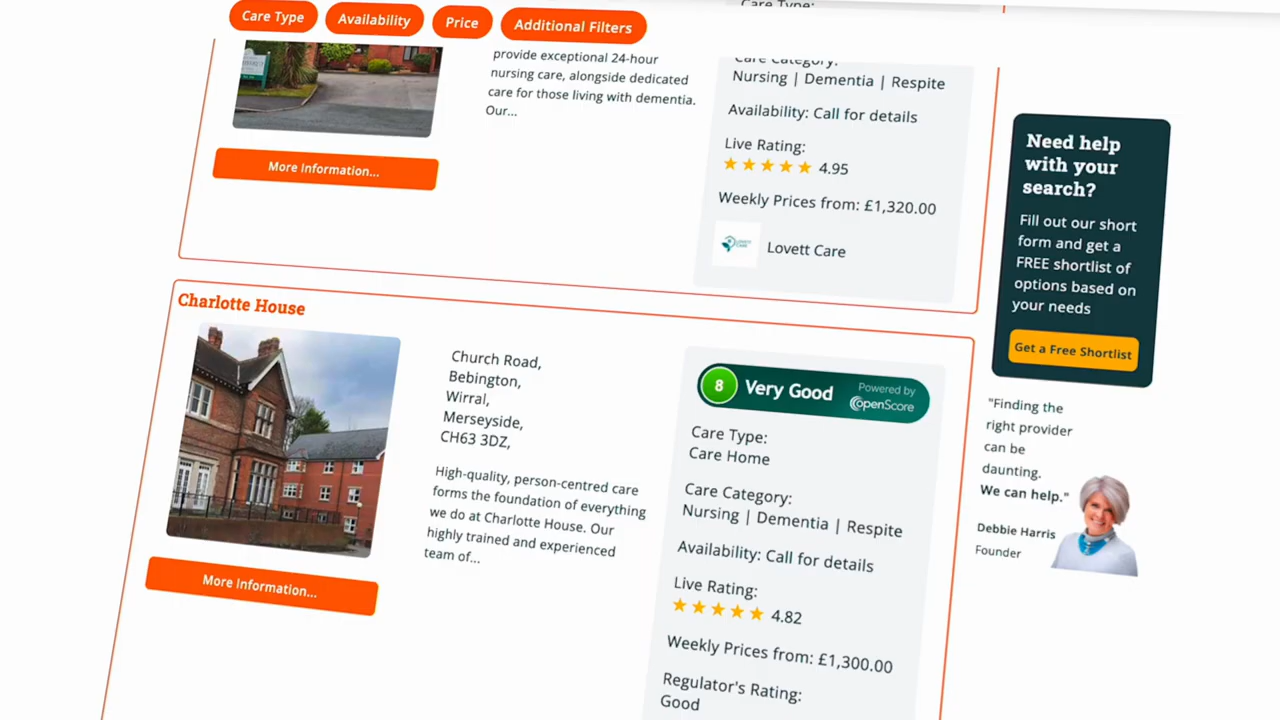 Care Type
Availability
Price
Additional Filters
Care Type:
provide exceptional 24-hour
nursing care, alongside dedicated
care for those living with dementia.
Our...
More Information...
Care Category:
Nursing | Dementia | Respite
Availability: Call for details
Live Rating:
4.95
Weekly Prices from: £1,320.00
Lovett Care
Need help
with your
search?
Fill out our short
form and get a
FREE shortlist of
options based on
your needs
Get a Free Shortlist
"Finding the
right provider
can be
daunting.
We can help."
Debbie Harris
Founder
Charlotte House
Church Road,
Bebington,
Wirral,
Merseyside,
CH63 3DZ,
High-quality, person-centred care
forms the foundation of everything
we do at Charlotte House. Our
highly trained and experienced
team of...
More Information...
8 Very Good
Powered by
OpenScore
Care Type:
Care Home
Care Category:
Nursing | Dementia | Respite
Availability: Call for details
Live Rating:
4.82
Weekly Prices from: £1,300.00
Regulator's Rating:
Good